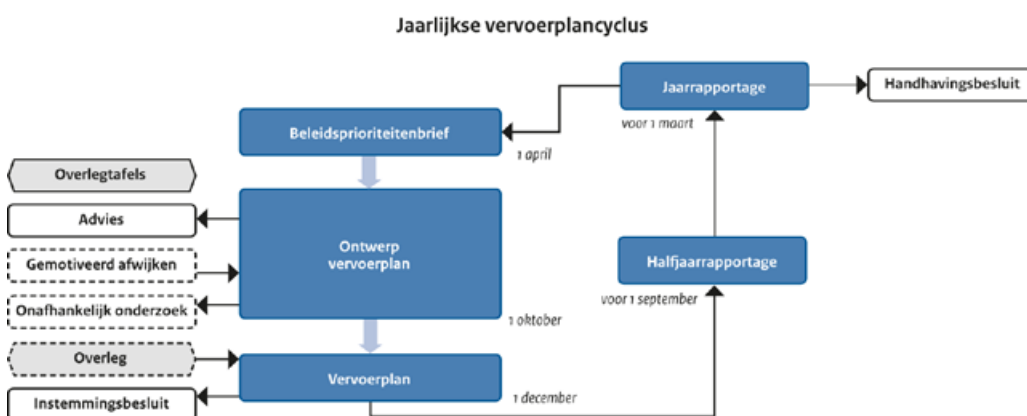 Jaarlijkse vervoerplancyclus
Jaarrapportage
Handhavingsbesluit
voor 1 maart
Beleidsprioriteitenbrief
1 april
Overlegtafels
Advies
Ontwerp
vervoerplan
Gemotiveerd afwijken
Halfjaarrapportage
voor 1 september
Onafhankelijk onderzoek
1 oktober
Overleg
Vervoerplan
1 december
Instemmingsbesluit